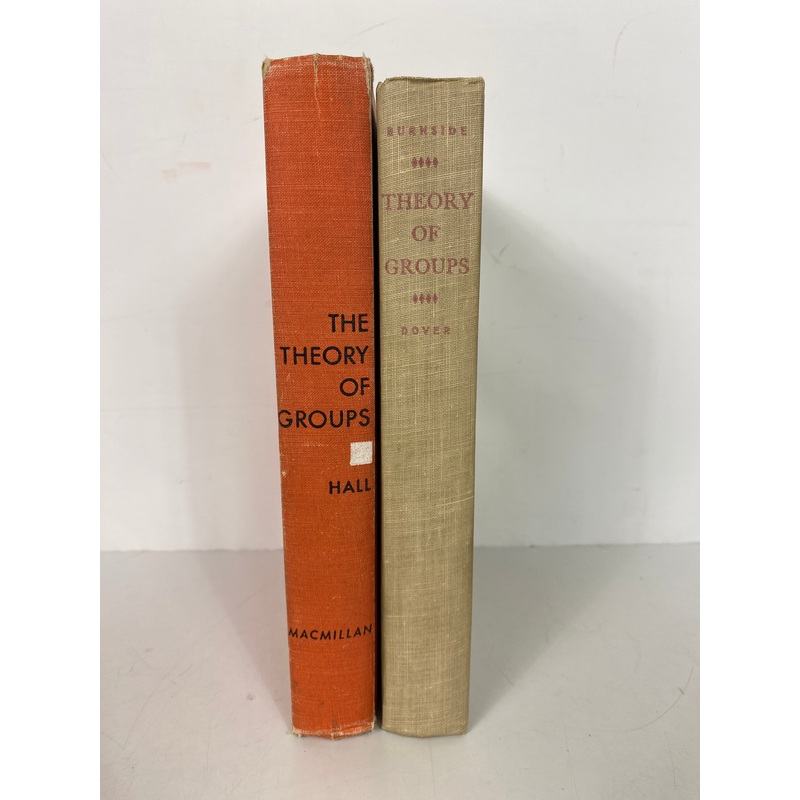 THE
THEORY
OF
GROUPS
HALL
MACMILLAN
BURNSIDE
THEORY
OF
GROUPS
DOVER